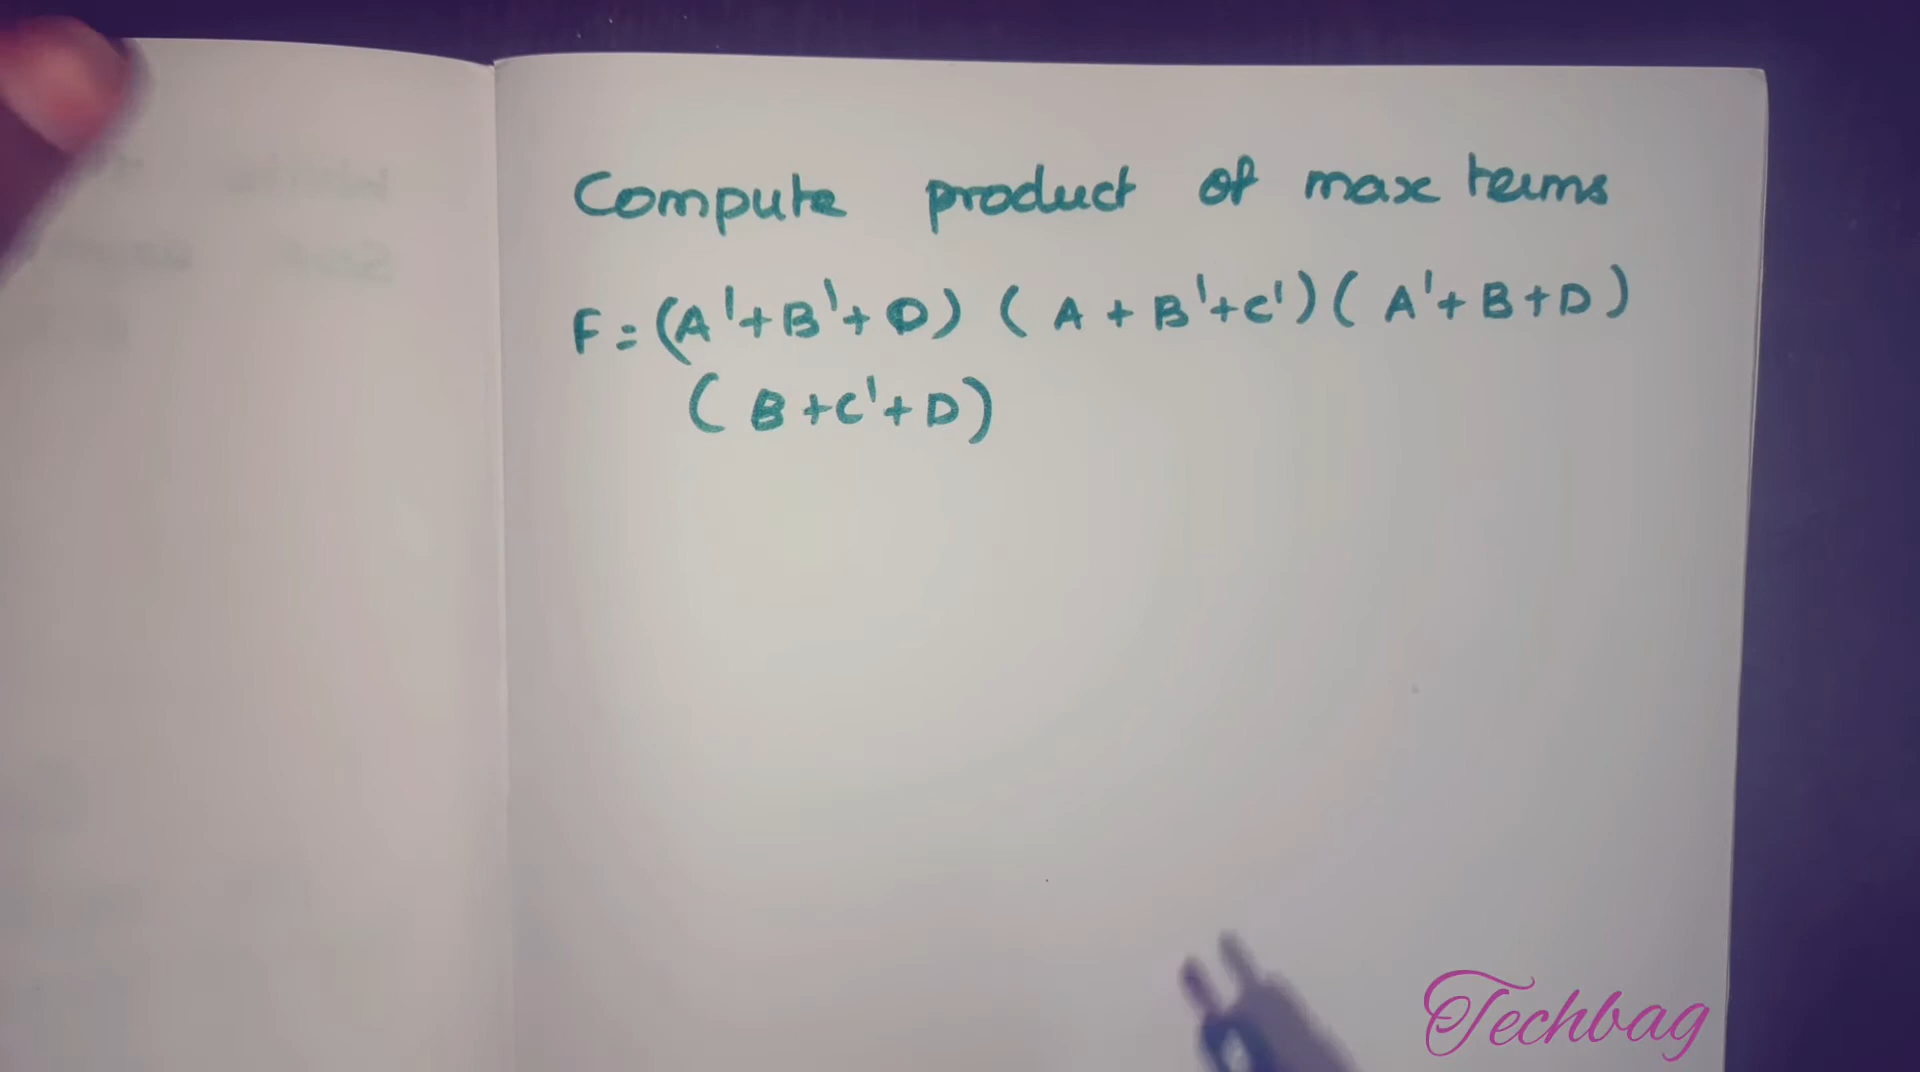 Compute product of max terms
F = (A'+B'+D) (A+B'+C') (A'+B+D)
(B+C'+D)
Techbag